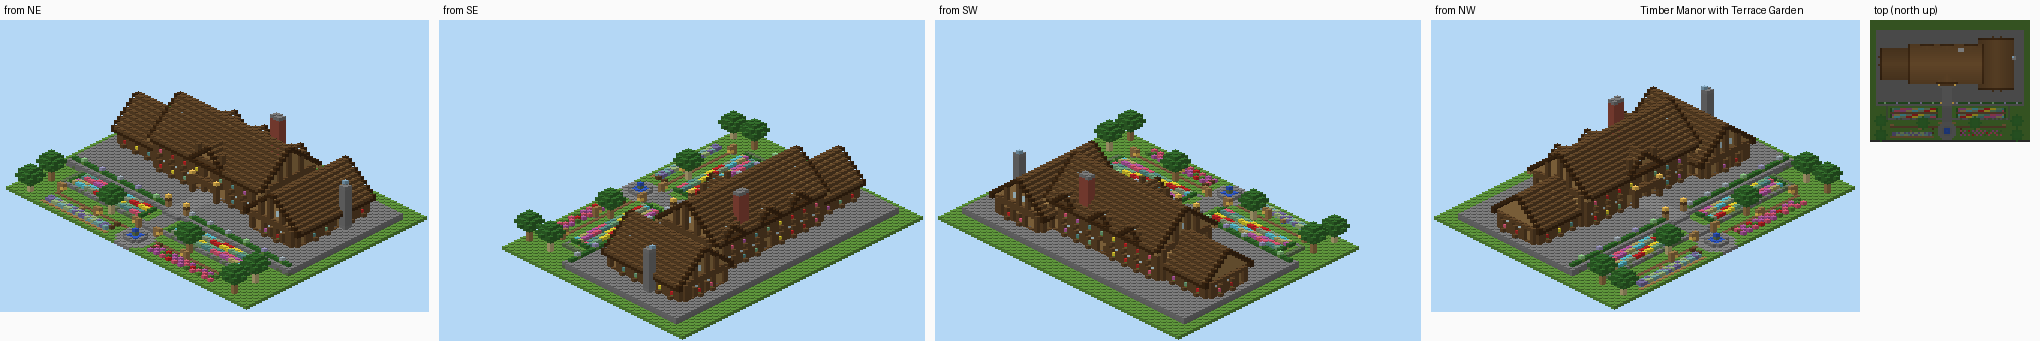 from NE
from SE
from SW
from NW
Timber Manor with Terrace Garden
top (north up)